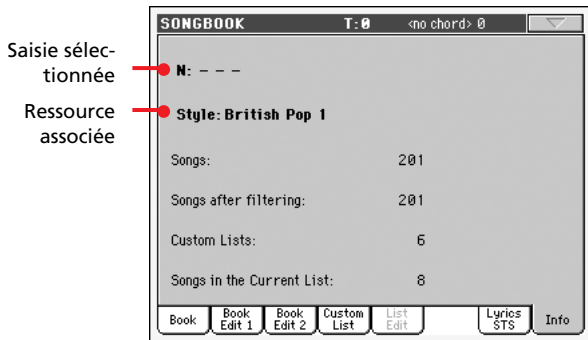 SONGBOOK T:0 <no chord> 0
Saisie sélec-
tionnée
N: - - -
Ressource
associée
Style: British Pop 1
Songs: 201
Songs after filtering: 201
Custom Lists: 6
Songs in the Current List: 8
Book Book Edit 1 Book Edit 2 Custom List List Edit Lyrics STS Info